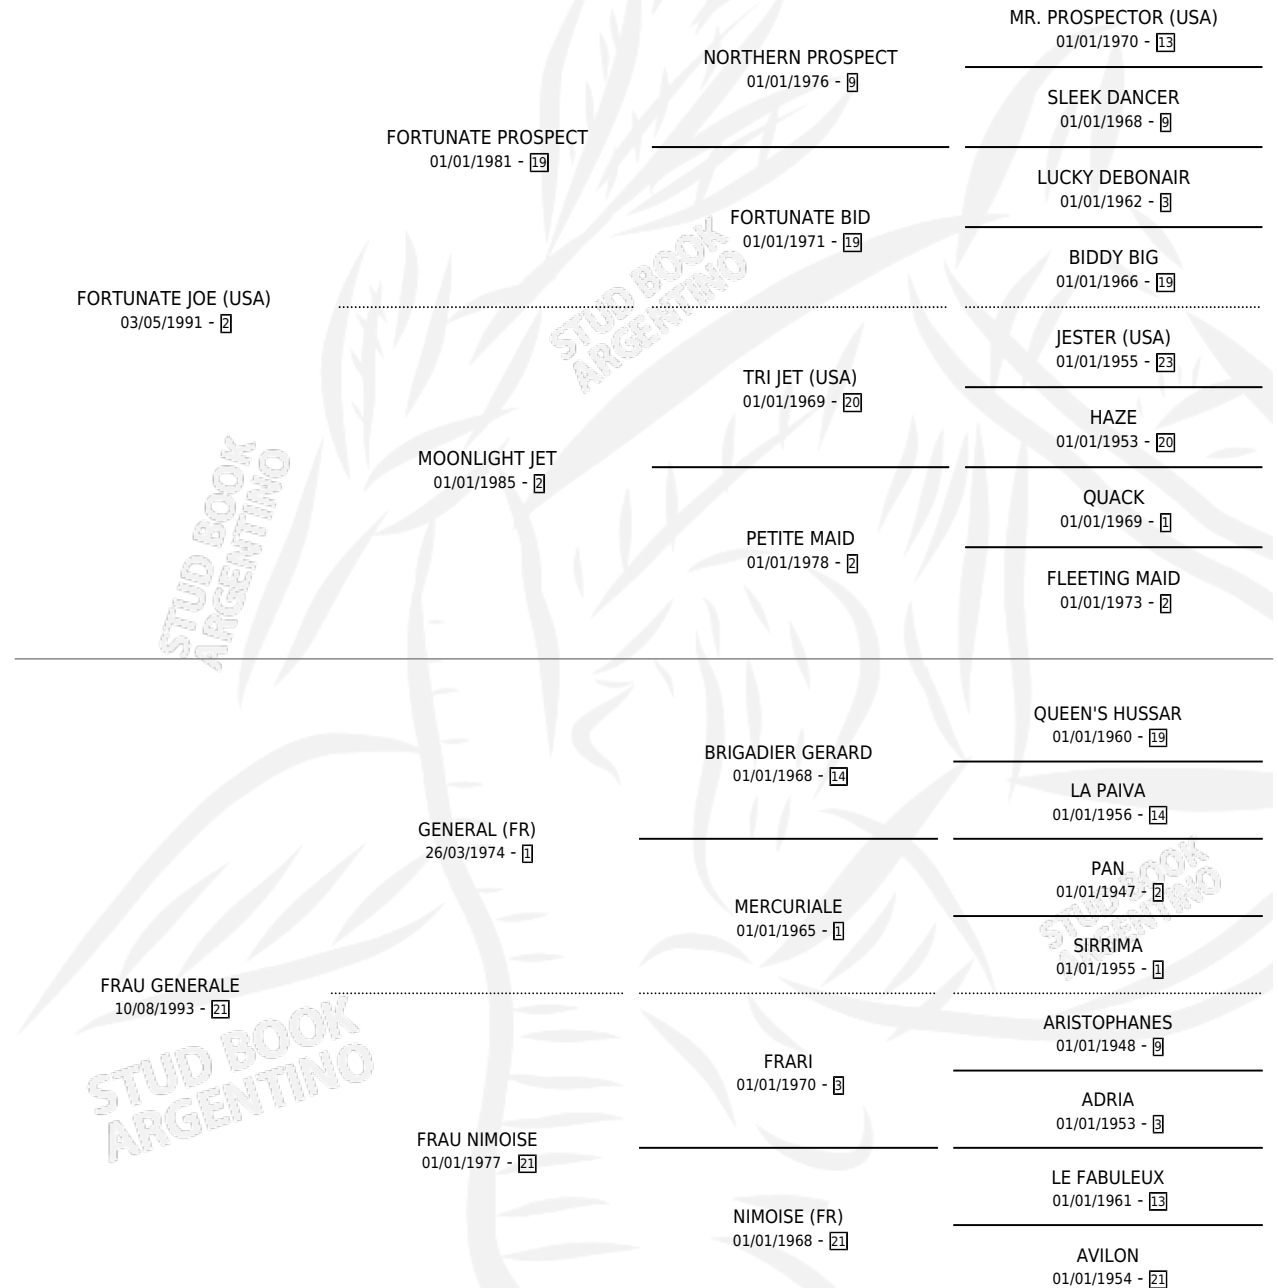 MR. PROSPECTOR (USA)
01/01/1970 - 13
NORTHERN PROSPECT
01/01/1976 - 9
SLEEK DANCER
01/01/1968 - 9
FORTUNATE PROSPECT
01/01/1981 - 19
LUCKY DEBONAIR
01/01/1962 - 3
FORTUNATE BID
01/01/1971 - 19
BIDDY BIG
01/01/1966 - 19
FORTUNATE JOE (USA)
03/05/1991 - 2
JESTER (USA)
01/01/1955 - 23
TRI JET (USA)
01/01/1969 - 20
HAZE
01/01/1953 - 20
MOONLIGHT JET
01/01/1985 - 2
QUACK
01/01/1969 - 1
PETITE MAID
01/01/1978 - 2
FLEETING MAID
01/01/1973 - 2
QUEEN'S HUSSAR
01/01/1960 - 19
BRIGADIER GERARD
01/01/1968 - 14
LA PAIVA
01/01/1956 - 14
GENERAL (FR)
26/03/1974 - 1
PAN
01/01/1947 - 2
MERCURIALE
01/01/1965 - 1
SIRRIMA
01/01/1955 - 1
FRAU GENERALE
10/08/1993 - 21
ARISTOPHANES
01/01/1948 - 9
FRARI
01/01/1970 - 3
ADRIA
01/01/1953 - 3
FRAU NIMOISE
01/01/1977 - 21
LE FABULEUX
01/01/1961 - 13
NIMOISE (FR)
01/01/1968 - 21
AVILON
01/01/1954 - 21
STUD BOOK
ARGENTINO
STUD BOOK
ARGENTINO
STUD BOOK
ARGENTINO
STUD BOOK
ARGENTINO